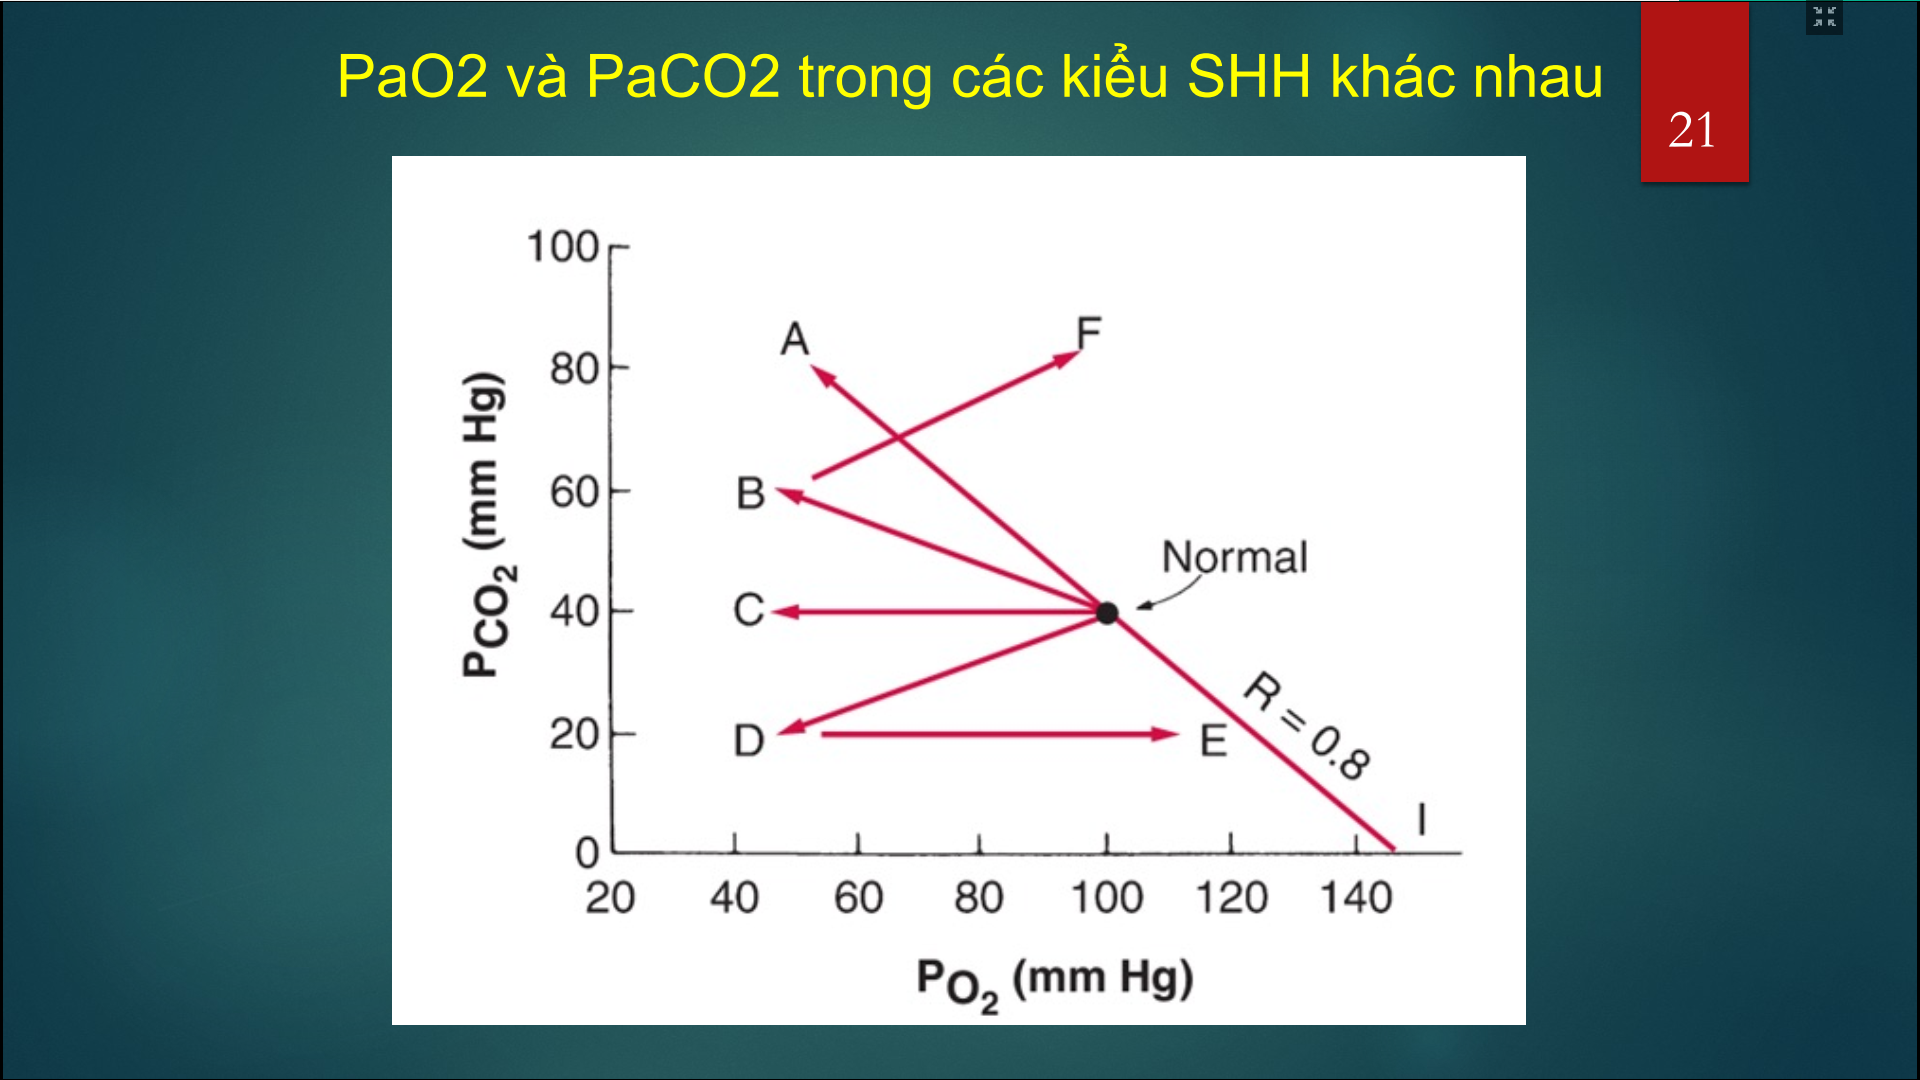 PaO2 và PaCO2 trong các kiểu SHH khác nhau
21
100
80
60
40
20
0
PCO2 (mm Hg)
A
F
B
Normal
C
D
E
R = 0.8
I
20 40 60 80 100 120 140
PO2 (mm Hg)